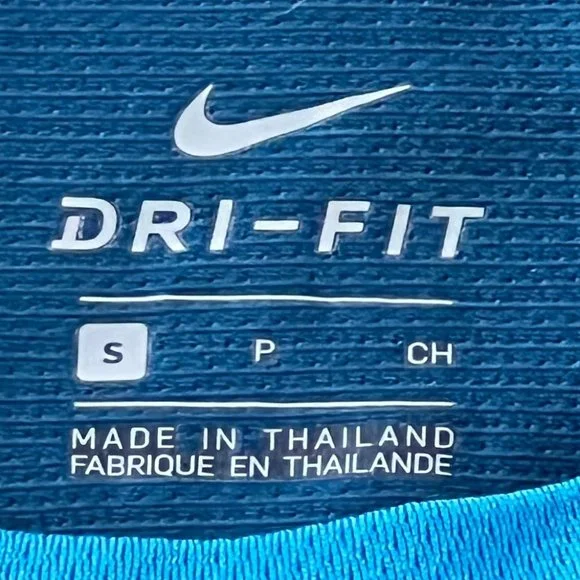 DRI-FIT
S P CH
MADE IN THAILAND
FABRIQUE EN THAILANDE